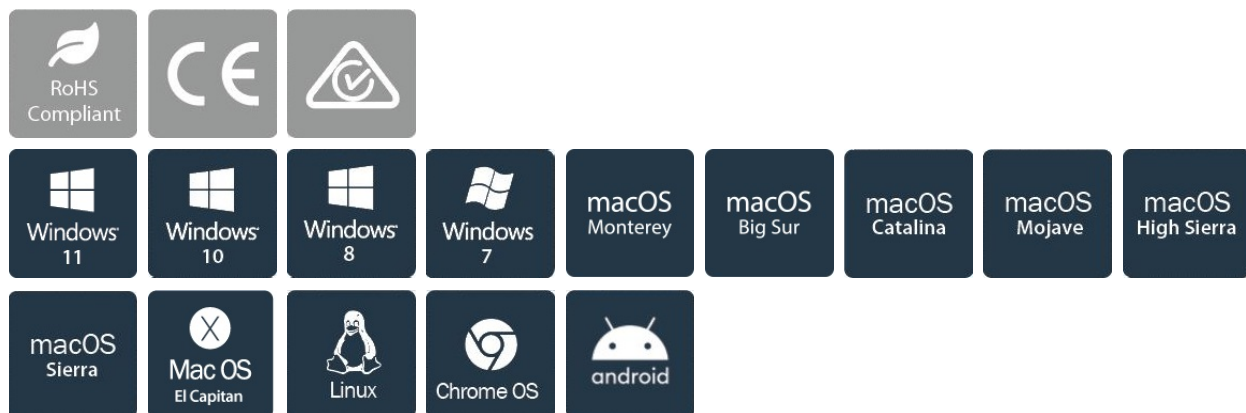 RoHS
Compliant
CE
Windows
11
Windows
10
Windows
8
Windows
7
macOS
Monterey
macOS
Big Sur
macOS
Catalina
macOS
Mojave
macOS
High Sierra
macOS
Sierra
X
Mac OS
El Capitan
Linux
Chrome OS
android